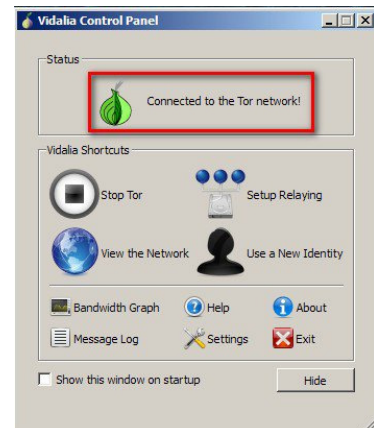 Vidalia Control Panel
Status
Connected to the Tor network!
Vidalia Shortcuts
Stop Tor
Setup Relaying
View the Network
Use a New Identity
Bandwidth Graph
Help
About
Message Log
Settings
Exit
Show this window on startup
Hide